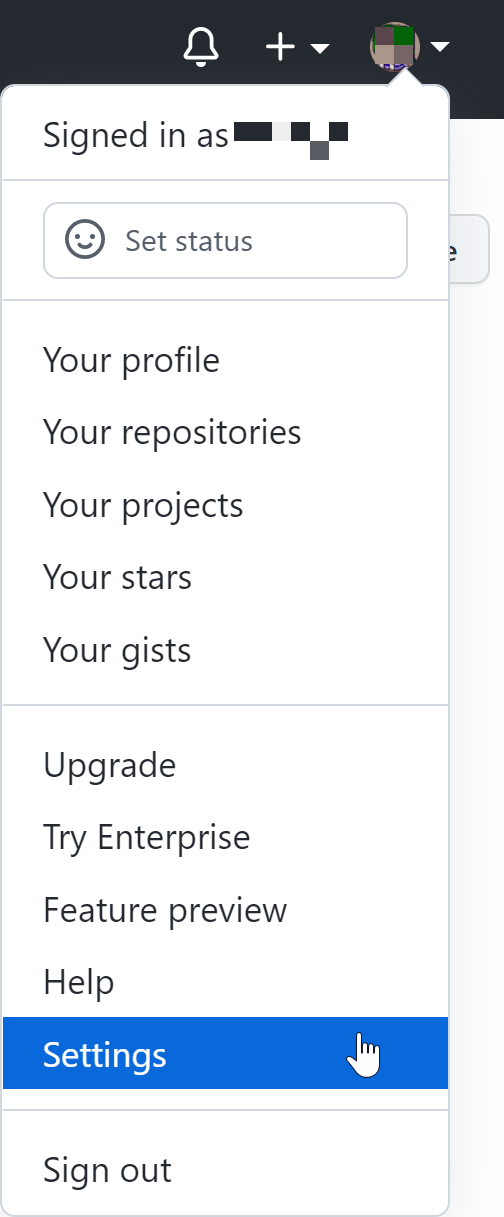 Signed in as
Set status
Your profile
Your repositories
Your projects
Your stars
Your gists
Upgrade
Try Enterprise
Feature preview
Help
Settings
Sign out